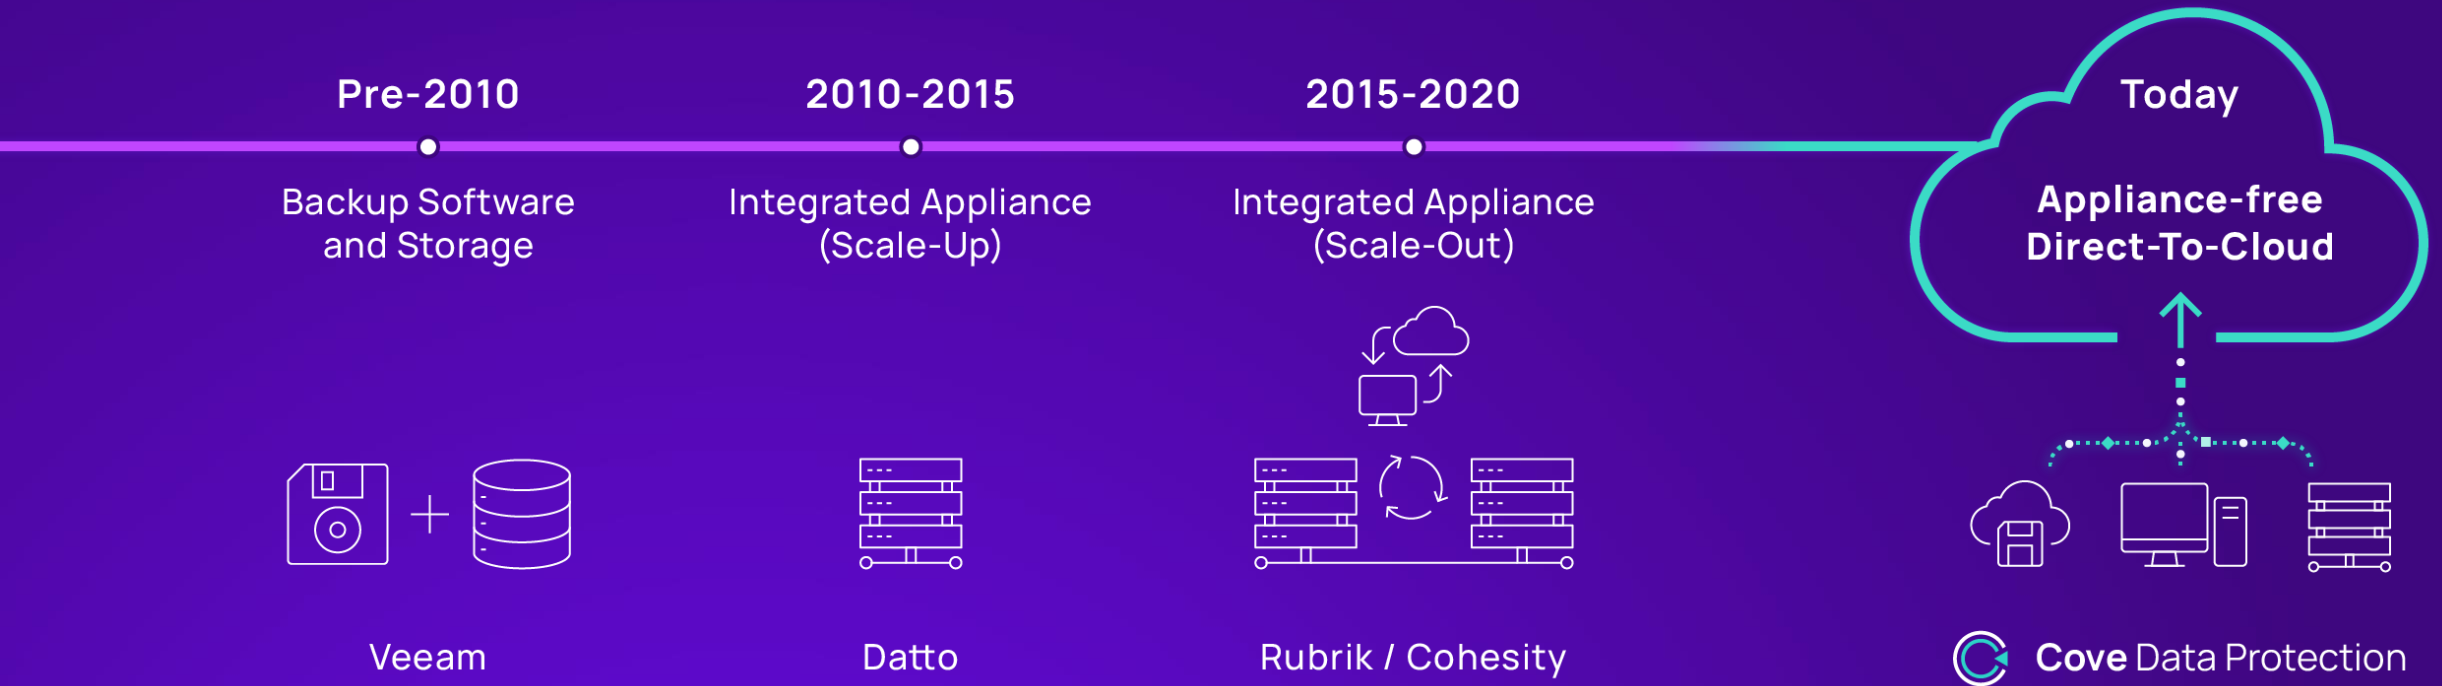 Pre-2010
Backup Software
and Storage
Veeam
2010-2015
Integrated Appliance
(Scale-Up)
Datto
2015-2020
Integrated Appliance
(Scale-Out)
Rubrik / Cohesity
Today
Appliance-free
Direct-To-Cloud
Cove Data Protection